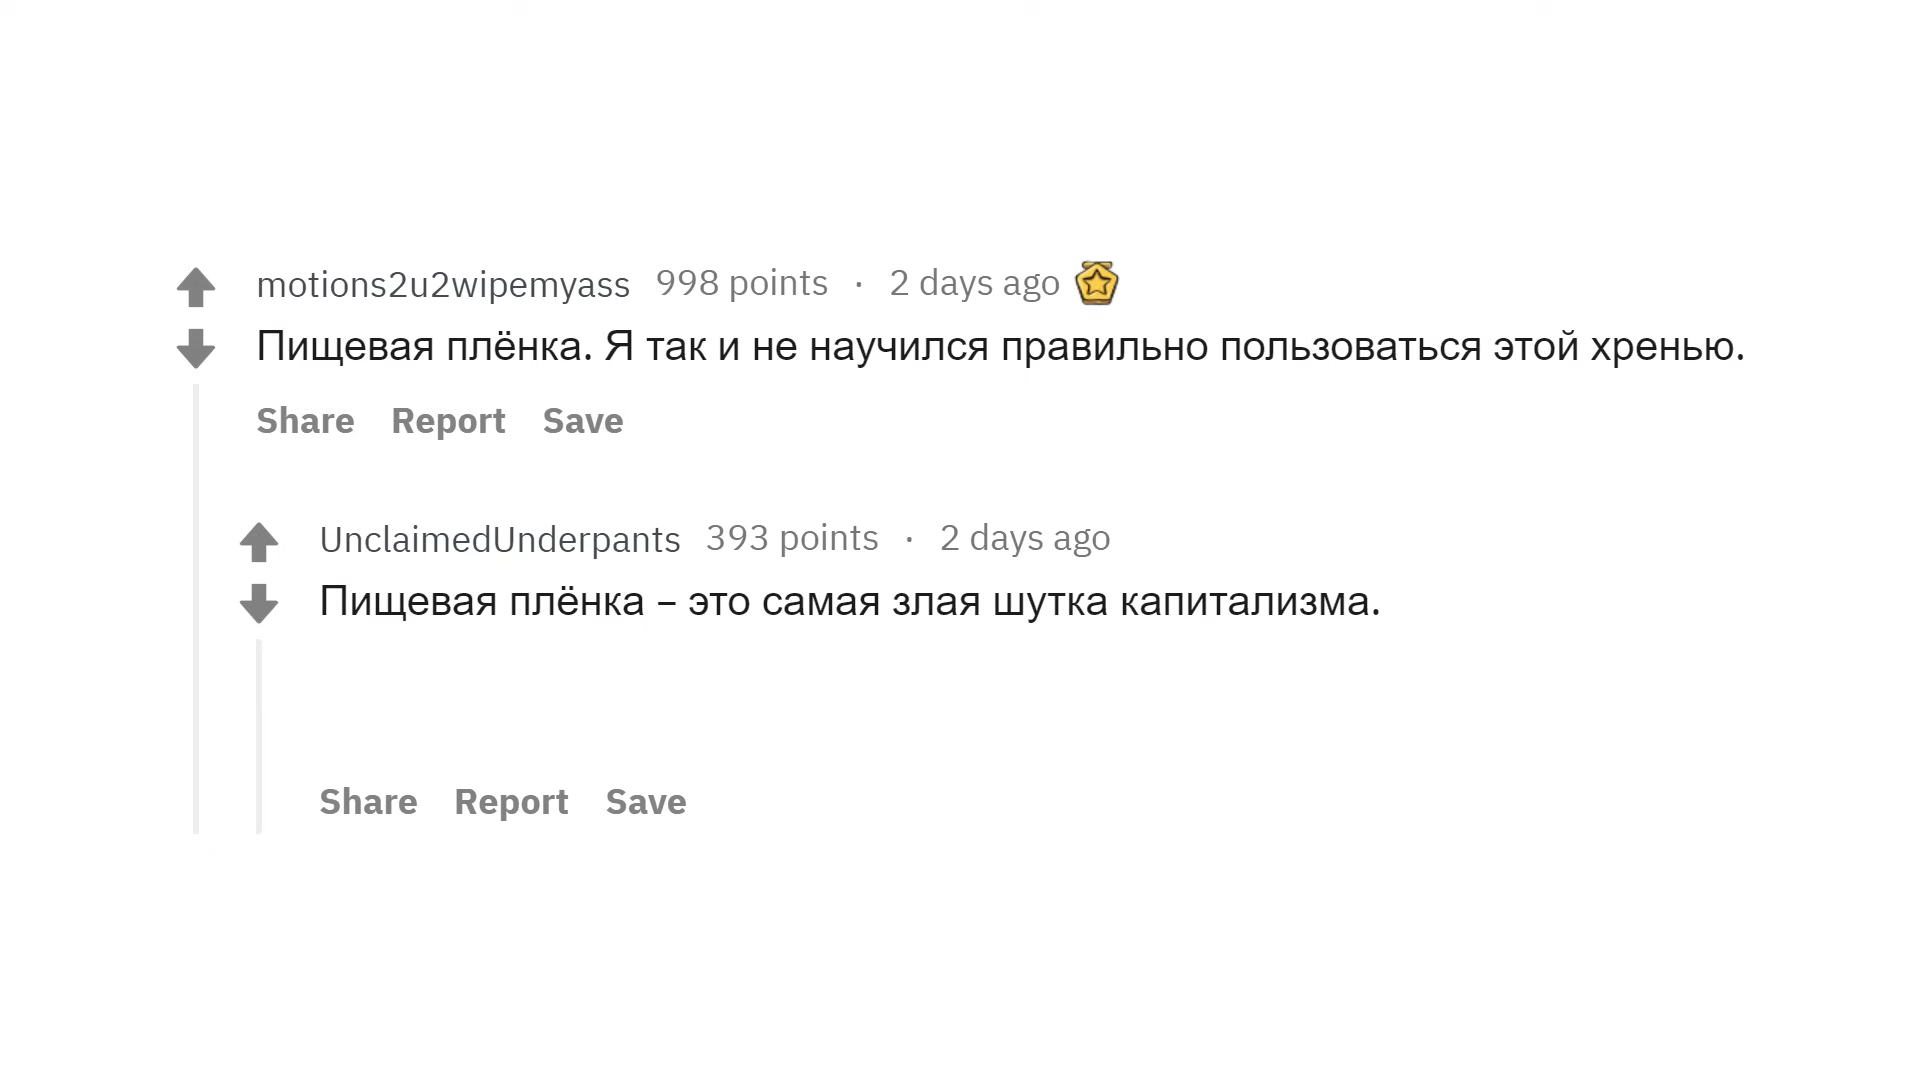 motions2u2wipemyass 998 points · 2 days ago
Пищевая плёнка. Я так и не научился правильно пользоваться этой хренью.
Share Report Save
UnclaimedUnderpants 393 points · 2 days ago
Пищевая плёнка – это самая злая шутка капитализма.
Share Report Save